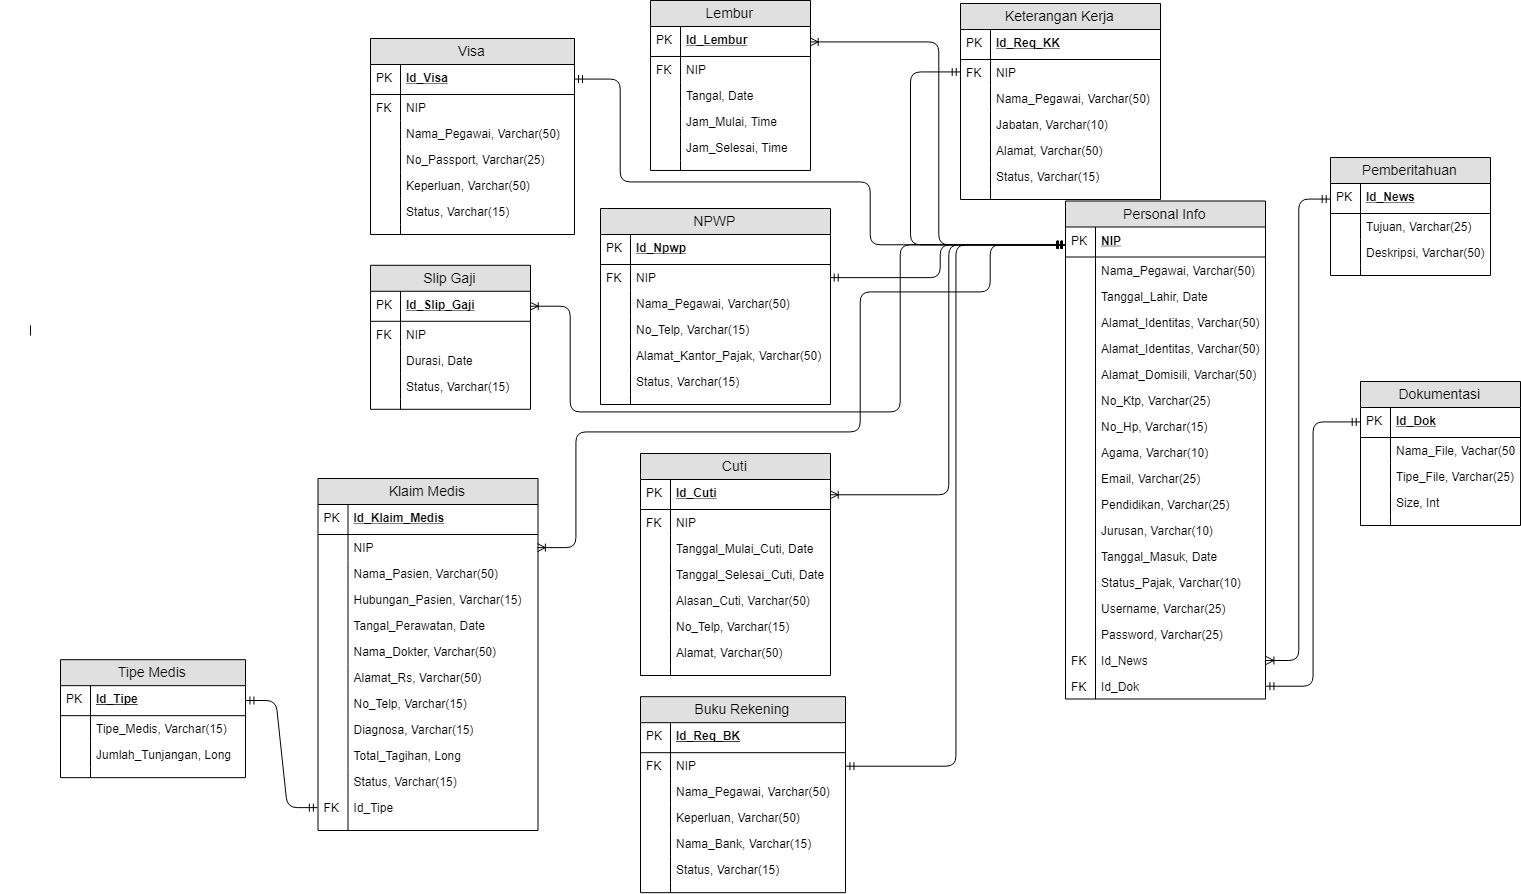 Lembur
PK Id_Lembur
FK NIP
Tangal, Date
Jam_Mulai, Time
Jam_Selesai, Time
Keterangan Kerja
PK Id_Req_KK
FK NIP
Nama_Pegawai, Varchar(50)
Jabatan, Varchar(10)
Alamat, Varchar(50)
Status, Varchar(15)
Visa
PK Id_Visa
FK NIP
Nama_Pegawai, Varchar(50)
No_Passport, Varchar(25)
Keperluan, Varchar(50)
Status, Varchar(15)
Pemberitahuan
PK Id_News
Tujuan, Varchar(25)
Deskripsi, Varchar(50)
NPWP
PK Id_Npwp
FK NIP
Nama_Pegawai, Varchar(50)
No_Telp, Varchar(15)
Alamat_Kantor_Pajak, Varchar(50)
Status, Varchar(15)
Personal Info
PK NIP
Nama_Pegawai, Varchar(50)
Tanggal_Lahir, Date
Alamat_Identitas, Varchar(50)
Alamat_Identitas, Varchar(50)
Alamat_Domisili, Varchar(50)
No_Ktp, Varchar(25)
No_Hp, Varchar(15)
Agama, Varchar(10)
Email, Varchar(25)
Pendidikan, Varchar(25)
Jurusan, Varchar(10)
Tanggal_Masuk, Date
Status_Pajak, Varchar(10)
Username, Varchar(25)
Password, Varchar(25)
FK Id_News
FK Id_Dok
Slip Gaji
PK Id_Slip_Gaji
FK NIP
Durasi, Date
Status, Varchar(15)
Dokumentasi
PK Id_Dok
Nama_File, Vachar(50
Tipe_File, Varchar(25)
Size, Int
Cuti
PK Id_Cuti
FK NIP
Tanggal_Mulai_Cuti, Date
Tanggal_Selesai_Cuti, Date
Alasan_Cuti, Varchar(50)
No_Telp, Varchar(15)
Alamat, Varchar(50)
Klaim Medis
PK Id_Klaim_Medis
NIP
Nama_Pasien, Varchar(50)
Hubungan_Pasien, Varchar(15)
Tangal_Perawatan, Date
Nama_Dokter, Varchar(50)
Alamat_Rs, Varchar(50)
No_Telp, Varchar(15)
Diagnosa, Varchar(15)
Total_Tagihan, Long
Status, Varchar(15)
FK Id_Tipe
Tipe Medis
PK Id_Tipe
Tipe_Medis, Varchar(15)
Jumlah_Tunjangan, Long
Buku Rekening
PK Id_Req_BK
FK NIP
Nama_Pegawai, Varchar(50)
Keperluan, Varchar(50)
Nama_Bank, Varchar(15)
Status, Varchar(15)